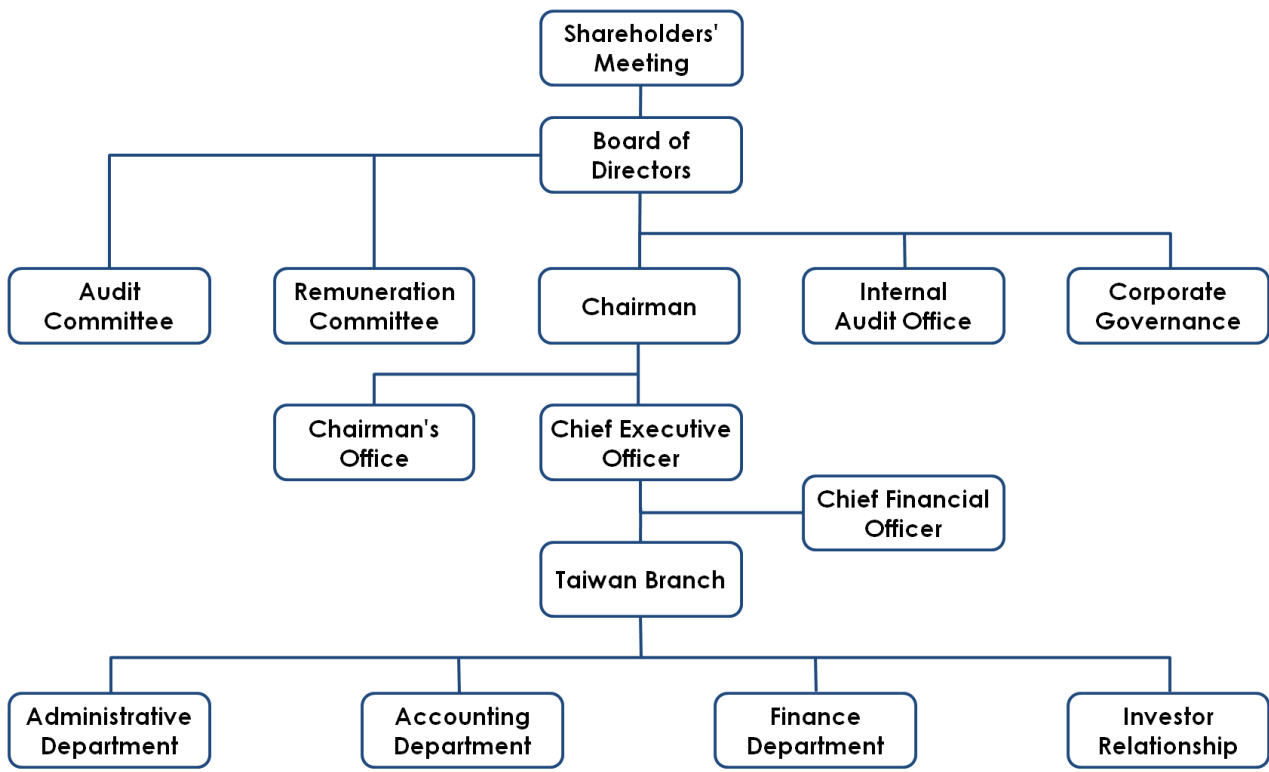 Shareholders'
Meeting
Board of
Directors
Audit
Committee
Remuneration
Committee
Chairman
Internal
Audit Office
Corporate
Governance
Chairman's
Office
Chief Executive
Officer
Chief Financial
Officer
Taiwan Branch
Administrative
Department
Accounting
Department
Finance
Department
Investor
Relationship